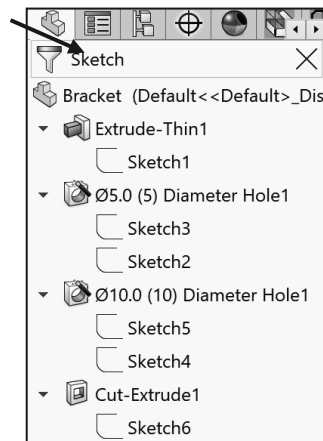 Sketch
Bracket (Default<<Default>_Dis
Extrude-Thin1
Sketch1
Ø5.0 (5) Diameter Hole1
Sketch3
Sketch2
Ø10.0 (10) Diameter Hole1
Sketch5
Sketch4
Cut-Extrude1
Sketch6